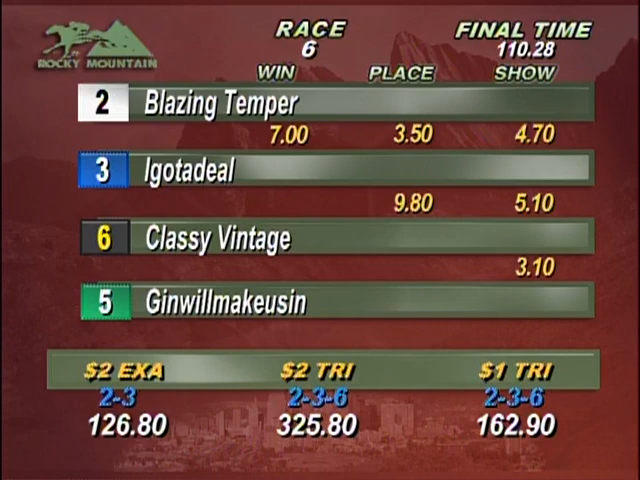 RACE
6
FINAL TIME
110.28
ROCKY MOUNTAIN
WIN PLACE SHOW
2 Blazing Temper
7.00 3.50 4.70
3 Igotadeal
9.80 5.10
6 Classy Vintage
3.10
5 Ginwillmakeusin
$2 EXA $2 TRI $1 TRI
2-3 2-3-6 2-3-6
126.80 325.80 162.90